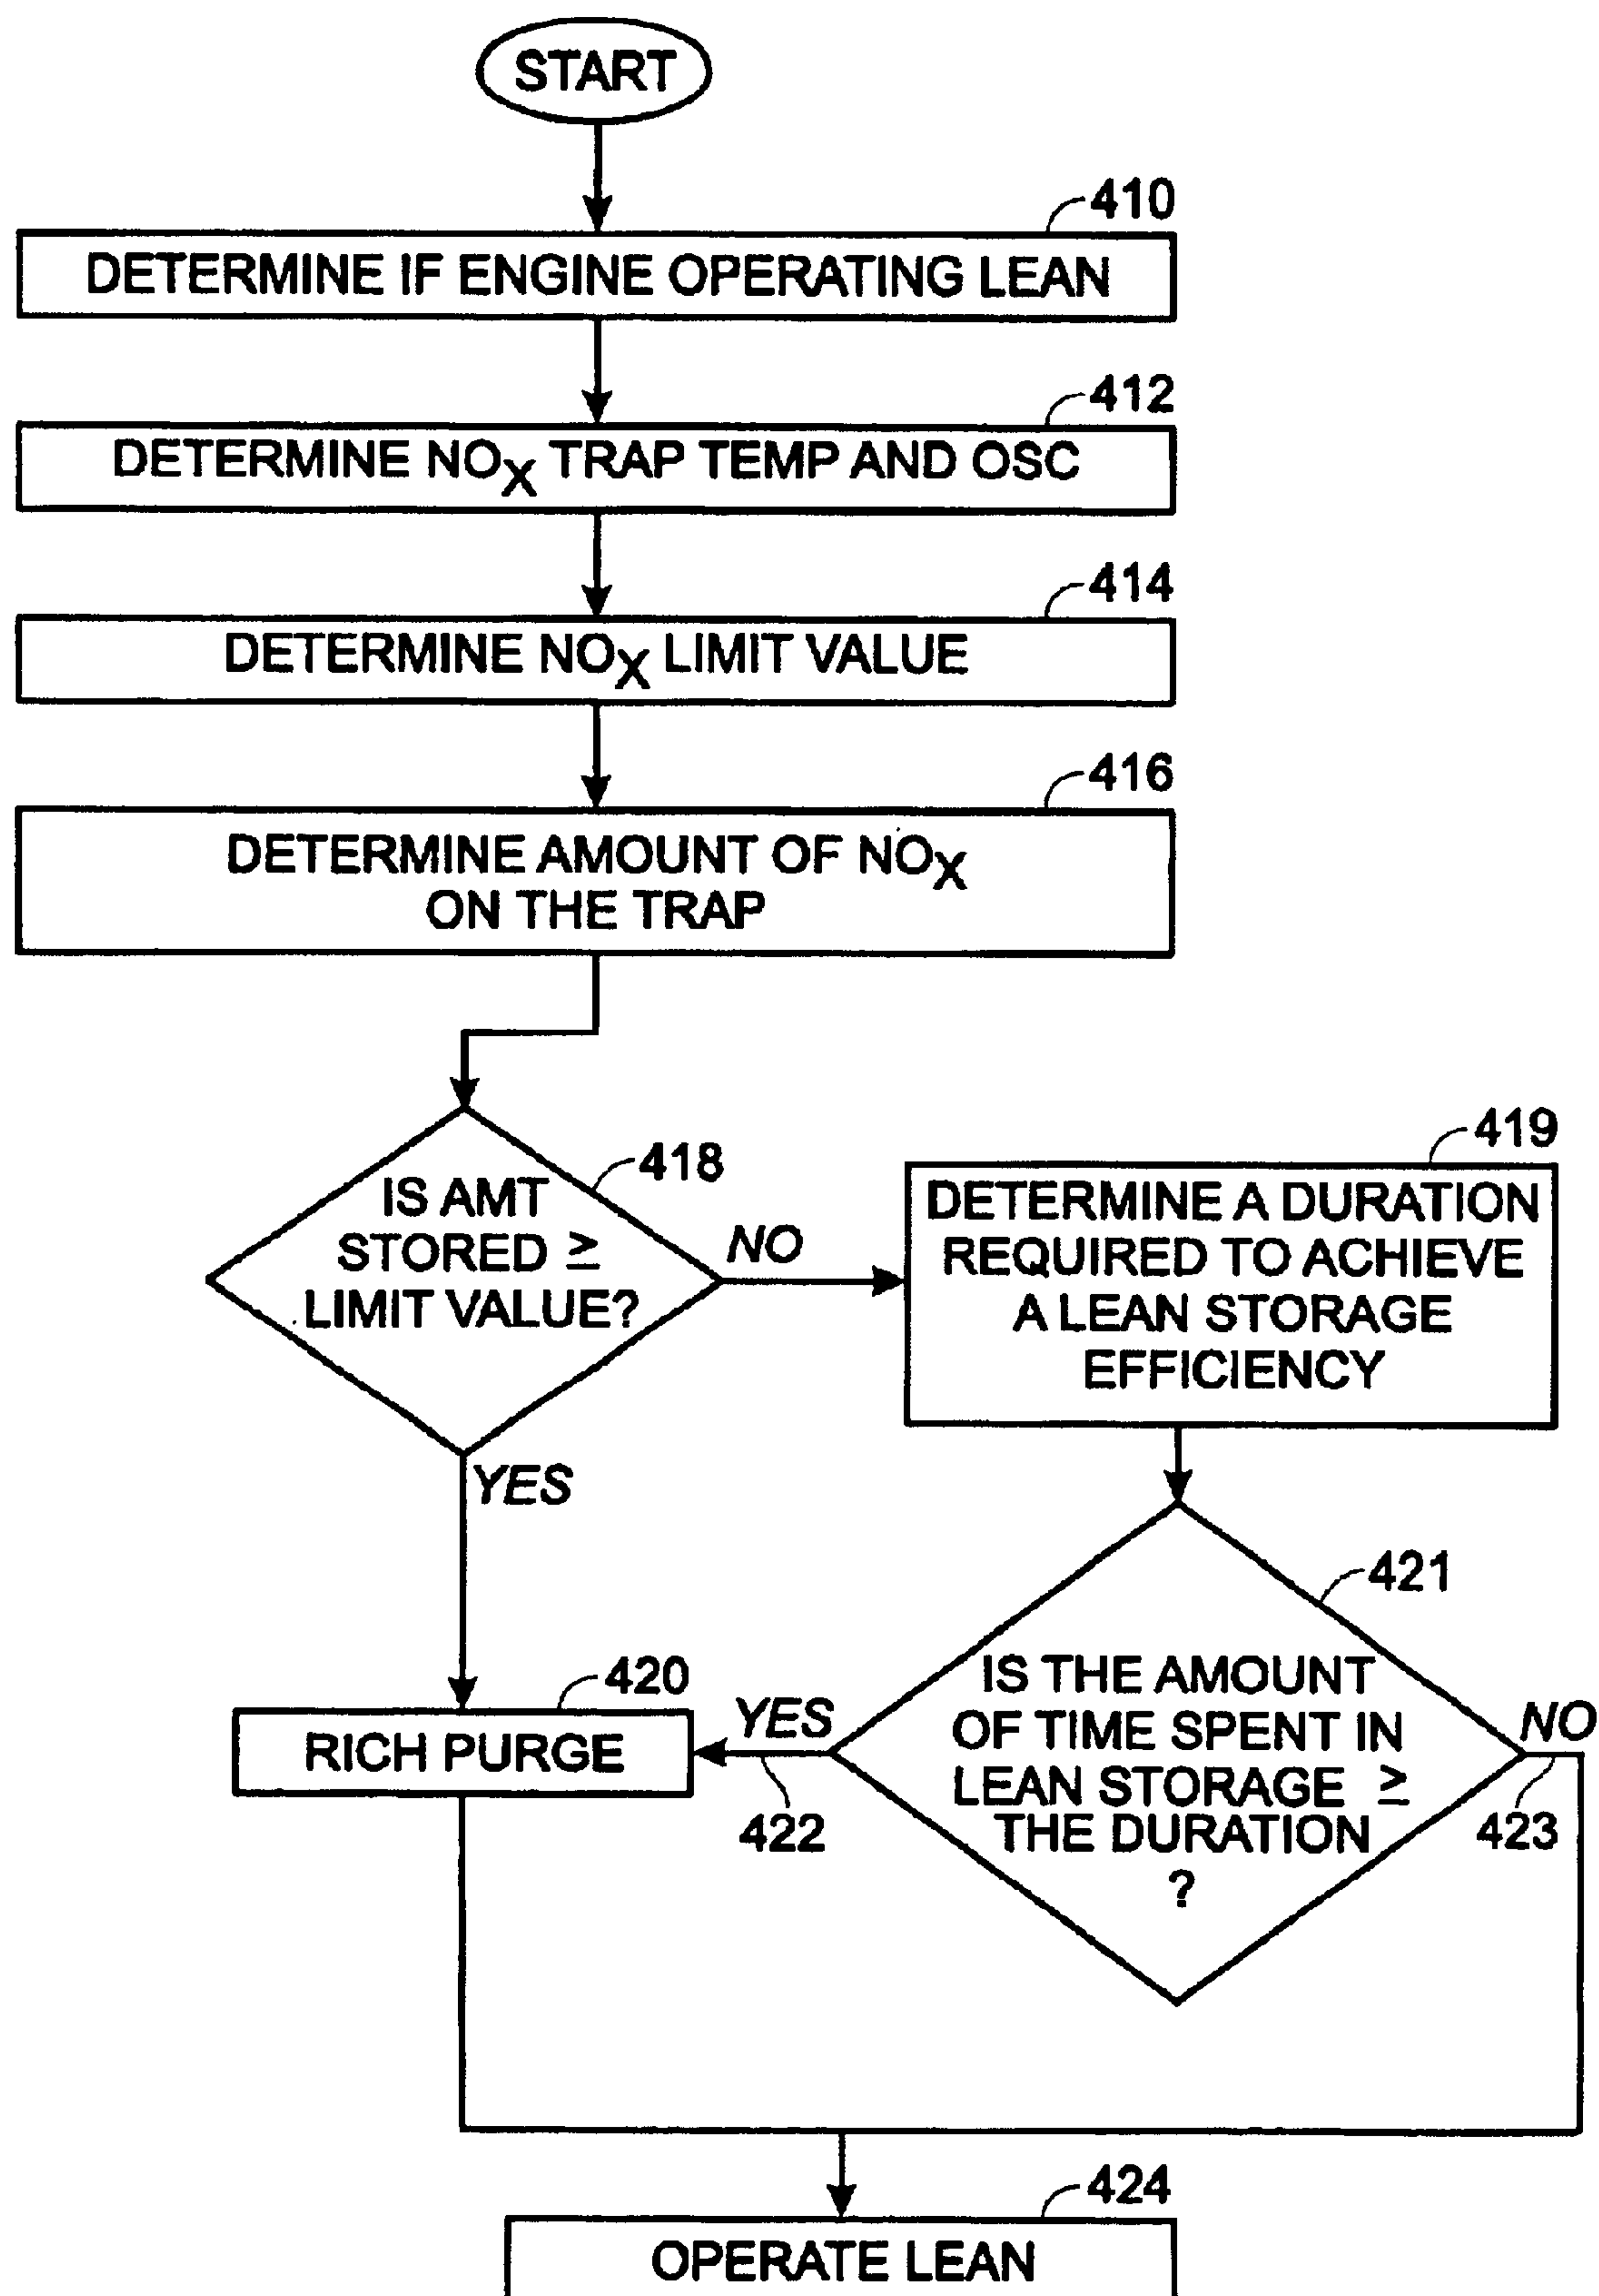 START
410
DETERMINE IF ENGINE OPERATING LEAN
412
DETERMINE NOX TRAP TEMP AND OSC
414
DETERMINE NOX LIMIT VALUE
416
DETERMINE AMOUNT OF NOX
ON THE TRAP
418
IS AMT
STORED ≥
LIMIT VALUE?
NO
YES
419
DETERMINE A DURATION
REQUIRED TO ACHIEVE
A LEAN STORAGE
EFFICIENCY
421
IS THE AMOUNT
OF TIME SPENT IN
LEAN STORAGE ≥
THE DURATION
?
YES
422
NO
423
420
RICH PURGE
424
OPERATE LEAN